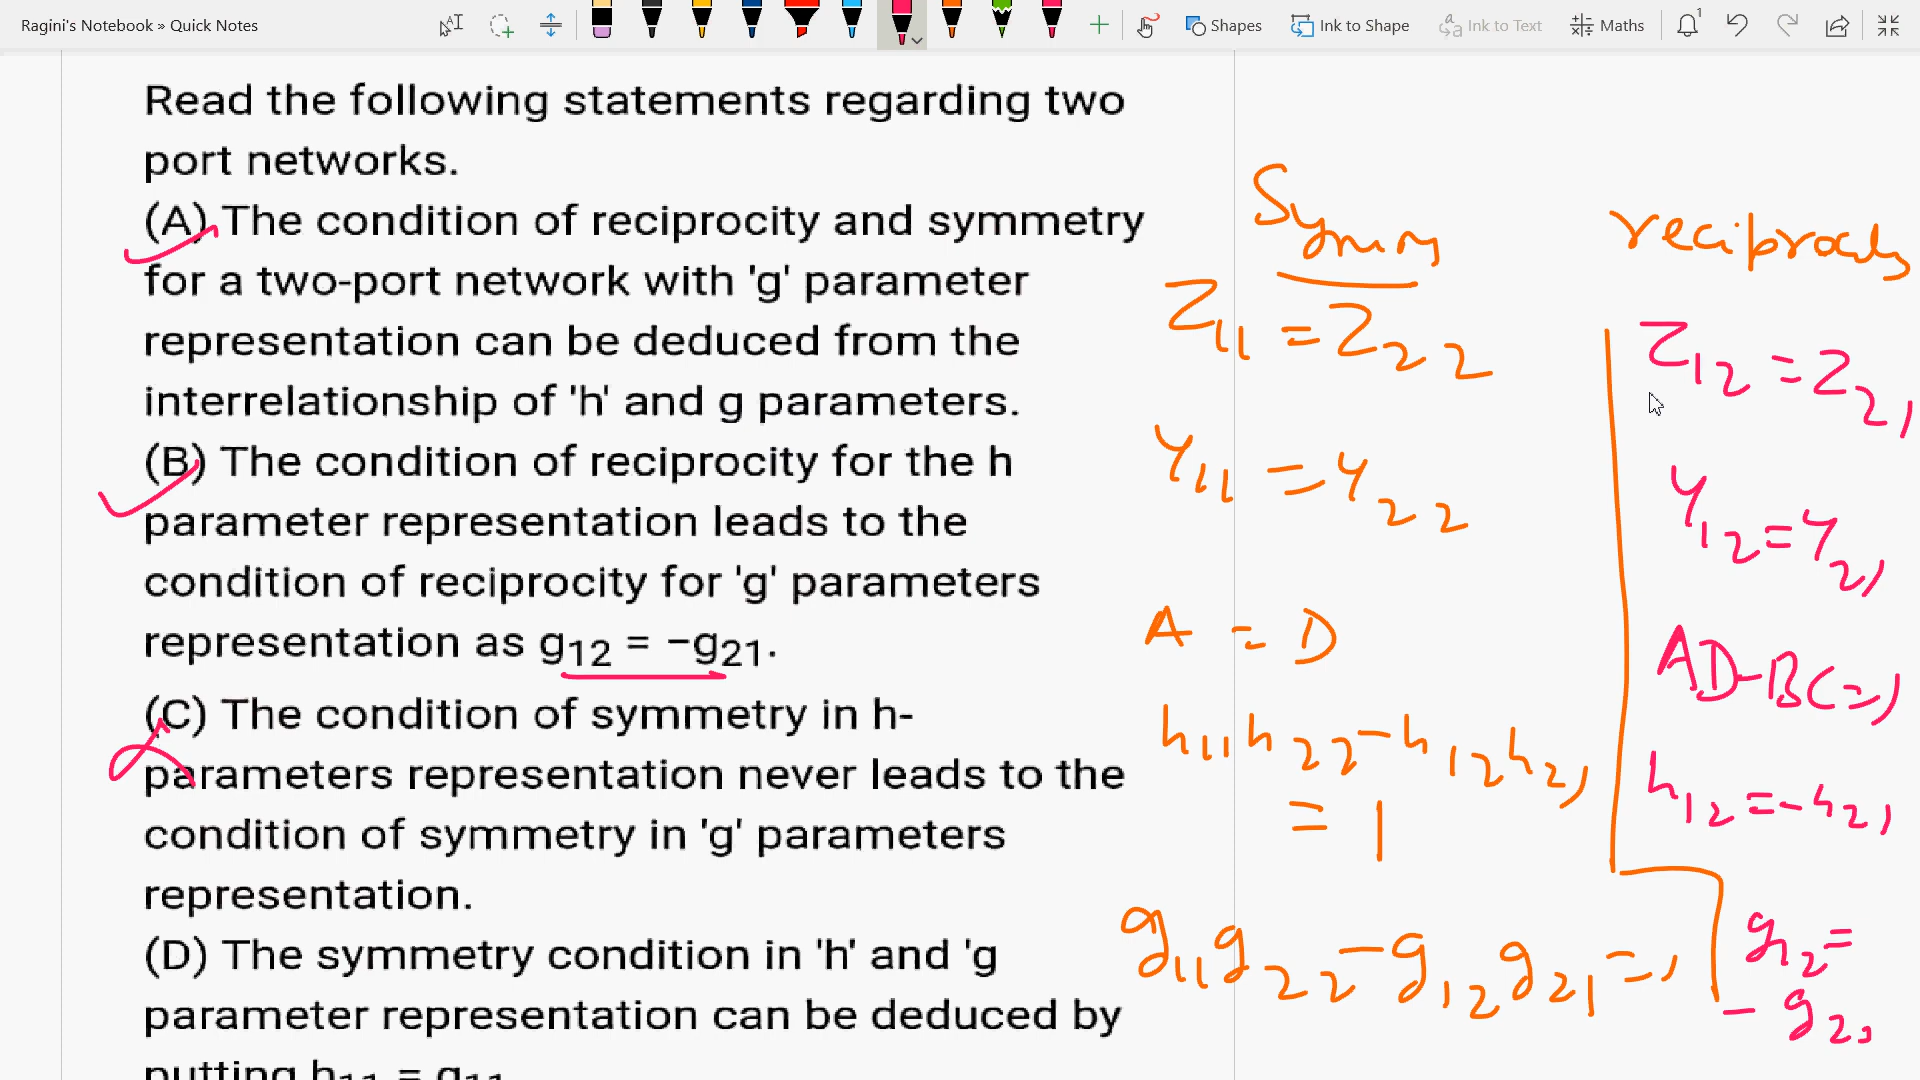 Ragini's Notebook » Quick Notes
Shapes
Ink to Shape
Ink to Text
Maths
1
Read the following statements regarding two
port networks.
(A) The condition of reciprocity and symmetry
for a two-port network with 'g' parameter
representation can be deduced from the
interrelationship of 'h' and g parameters.
(B) The condition of reciprocity for the h
parameter representation leads to the
condition of reciprocity for 'g' parameters
representation as g12 = −g21.
(C) The condition of symmetry in h-
parameters representation never leads to the
condition of symmetry in 'g' parameters
representation.
(D) The symmetry condition in 'h' and 'g
parameter representation can be deduced by
putting h11 = g11
Symm
Z11 = Z22
Y11 = Y22
A = D
h11h22-h12h21
= 1
g11g22-g12g21=1
Z12 = Z21
Y12=Y21
AD-BC=1
h12=-h21
g12=
-g21